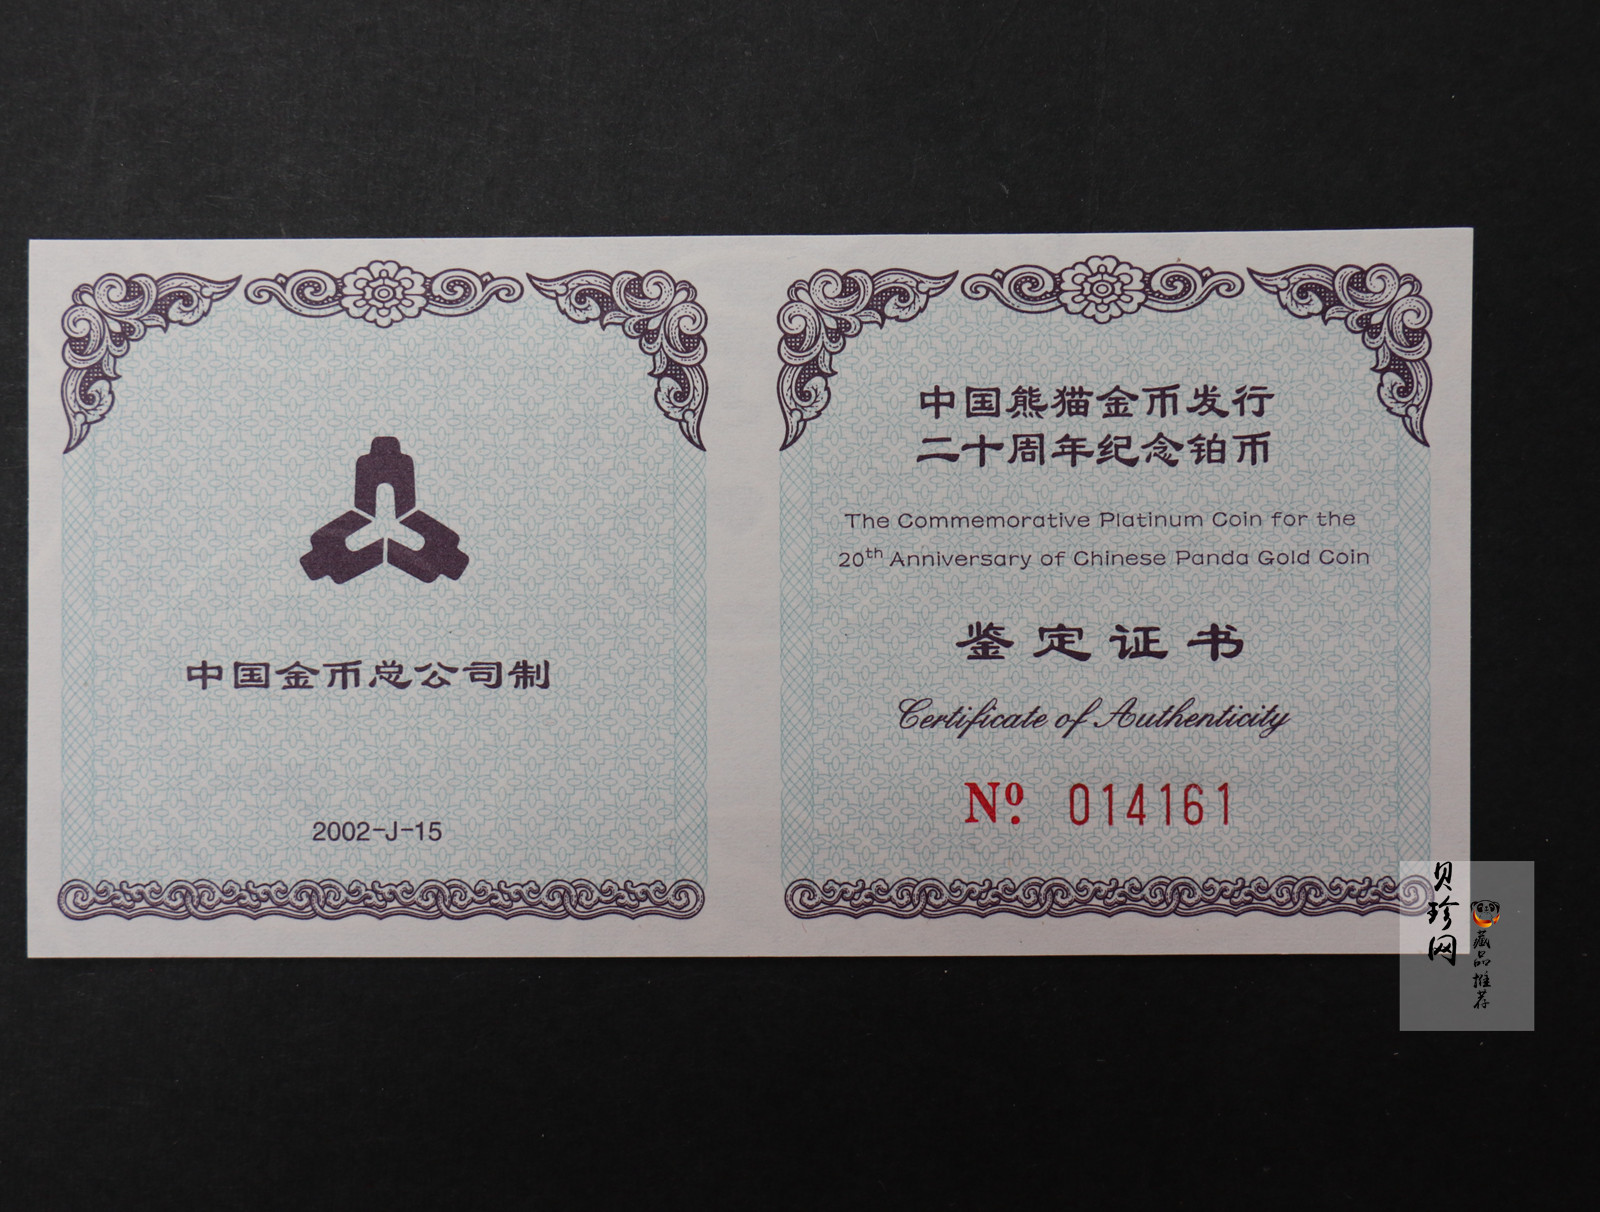 中国金币总公司制
2002-J-15
中国熊猫金币发行
二十周年纪念铂币
The Commemorative Platinum Coin for the
20th Anniversary of Chinese Panda Gold Coin
鉴定证书
Certificate of Authenticity
Nº 014161
贝珍网
藏品推荐